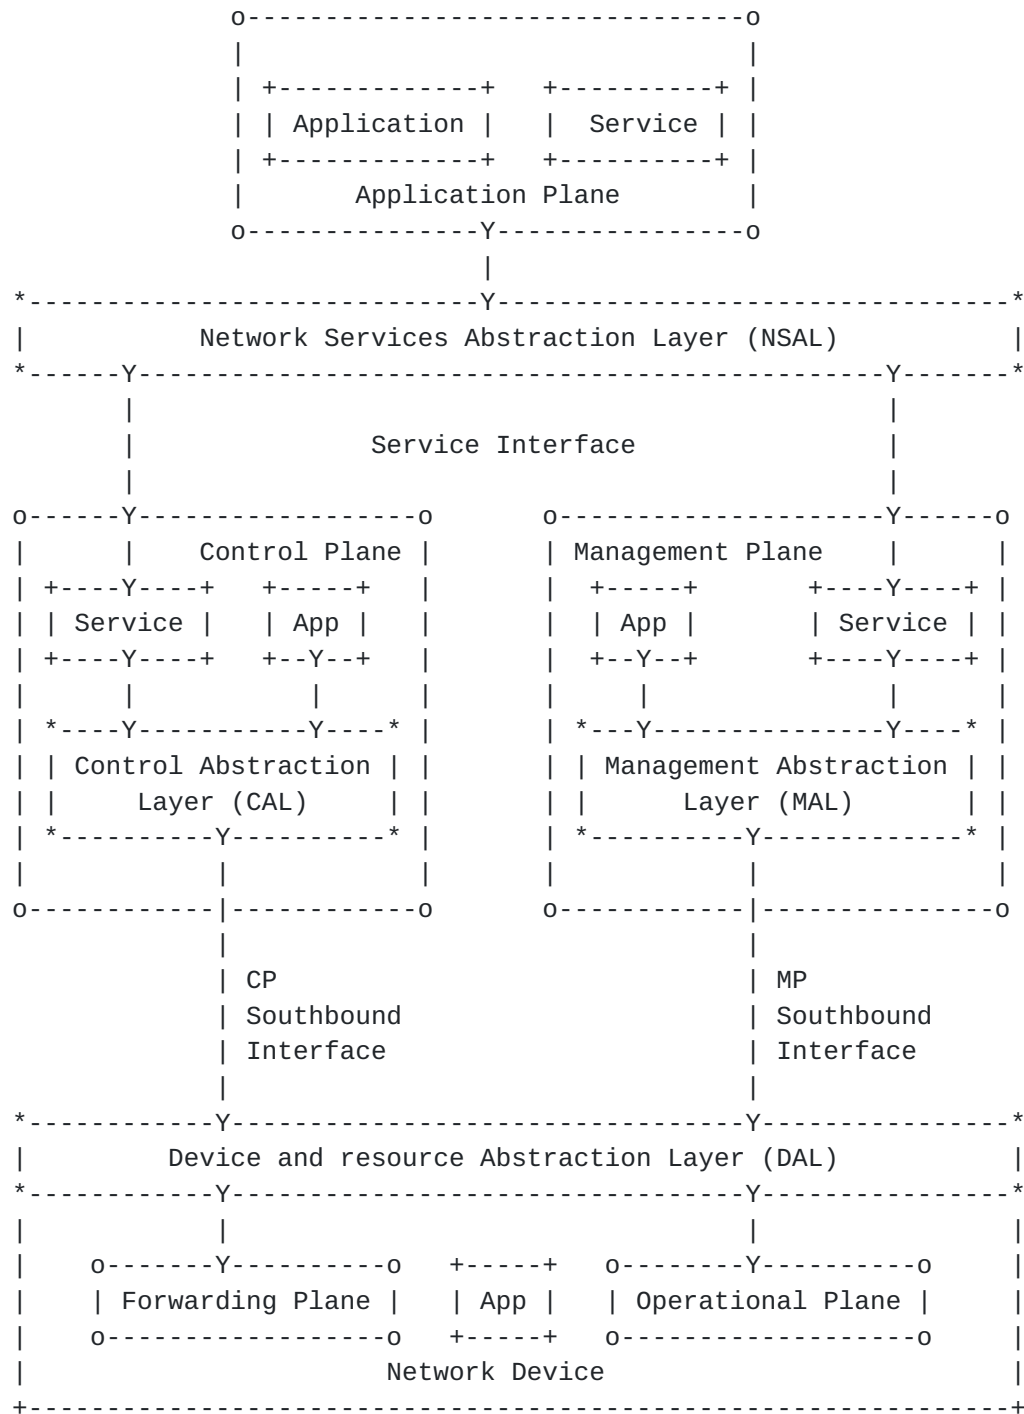 Application Service
Application Plane
Network Services Abstraction Layer (NSAL)
Service Interface
Control Plane Management Plane
Service App App Service
Control Abstraction Management Abstraction
Layer (CAL) Layer (MAL)
CP MP
Southbound Southbound
Interface Interface
Device and resource Abstraction Layer (DAL)
Forwarding Plane App Operational Plane
Network Device